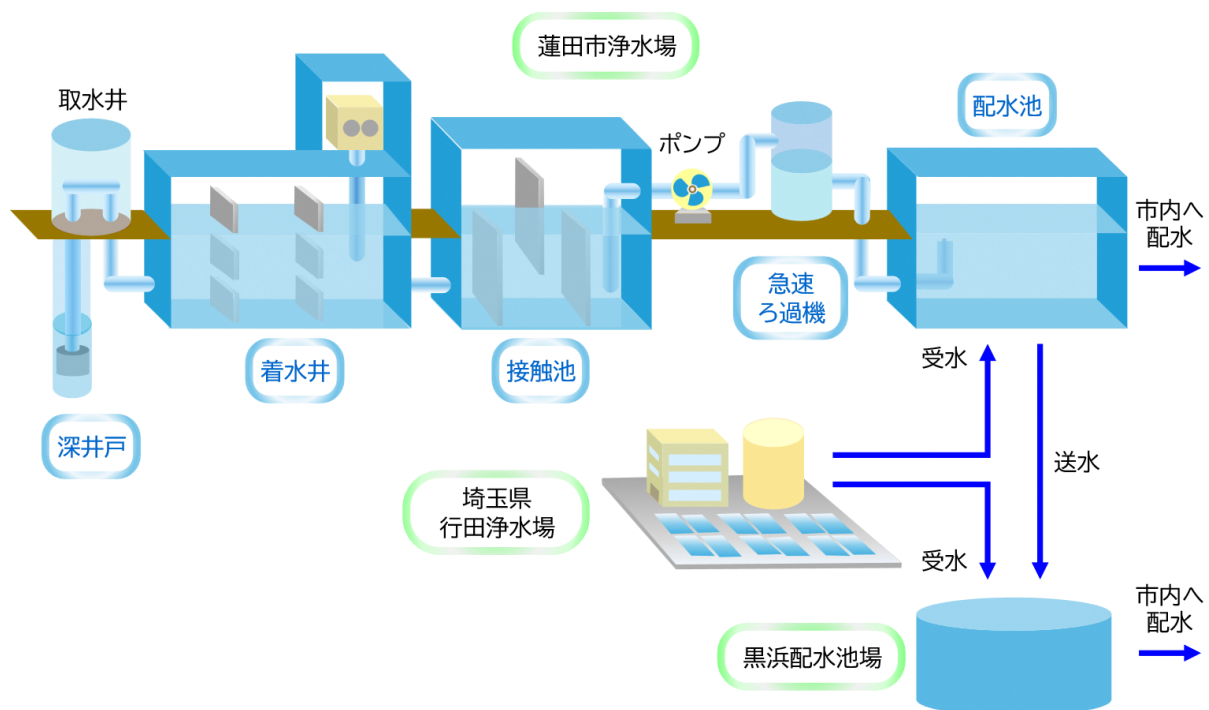 蓮田市浄水場
取水井
配水池
ポンプ
市内へ
配水
急速
ろ過機
着水井
接触池
受水
深井戸
送水
埼玉県
行田浄水場
受水
市内へ
配水
黒浜配水池場